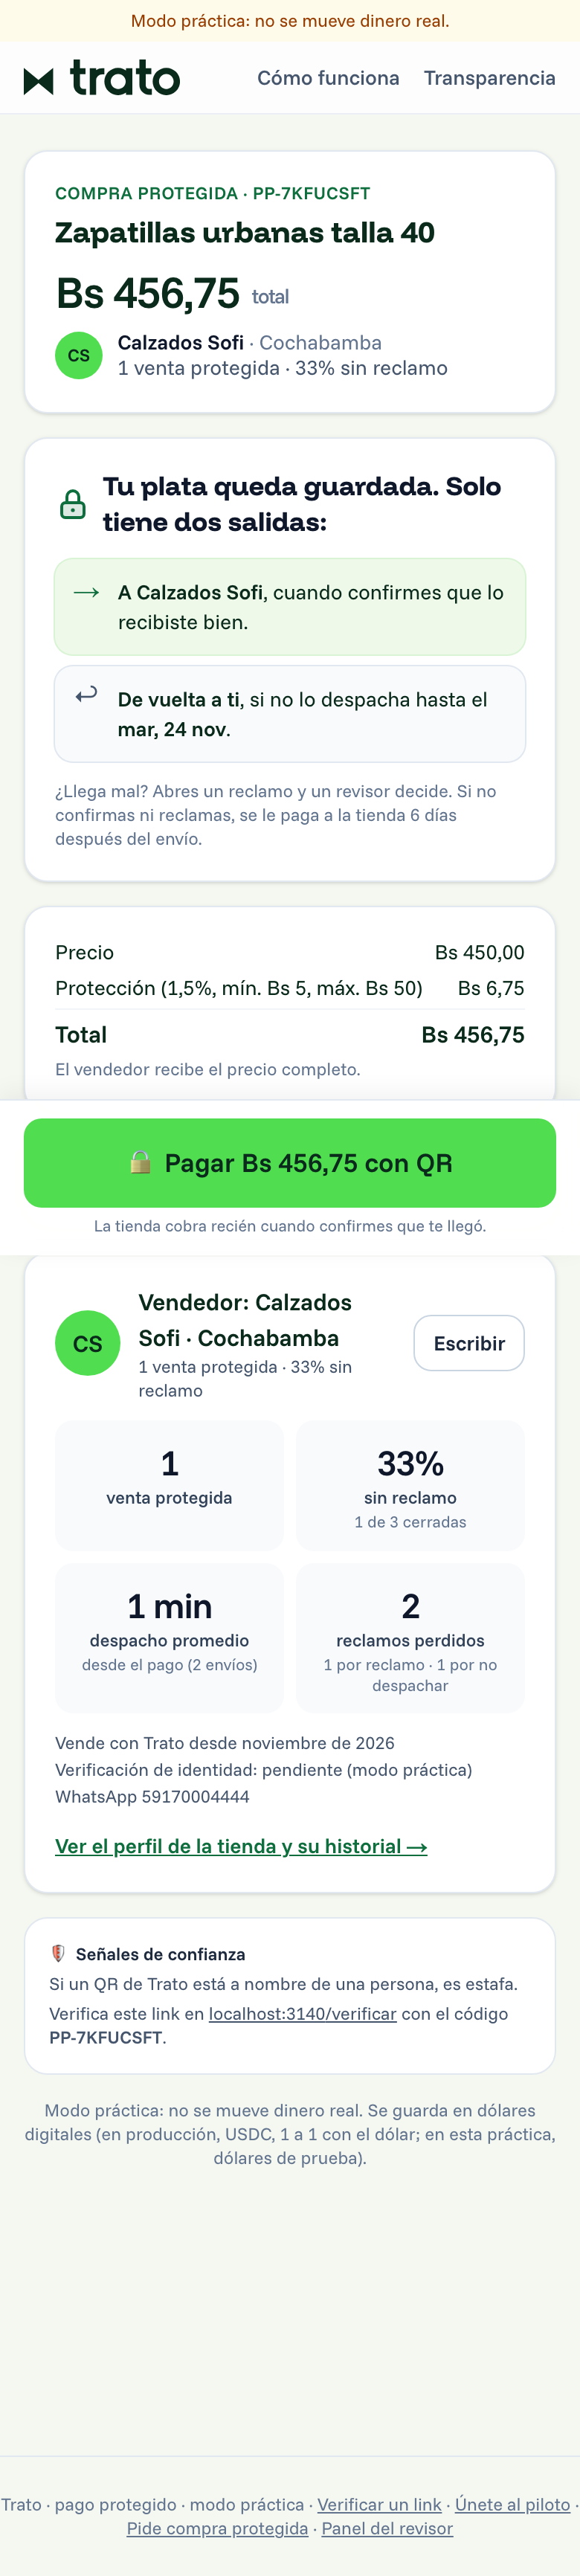 Modo práctica: no se mueve dinero real.
trato
Cómo funciona Transparencia
COMPRA PROTEGIDA · PP-7KFUCSFT
Zapatillas urbanas talla 40
Bs 456,75 total
CS
Calzados Sofi · Cochabamba
1 venta protegida · 33% sin reclamo
Tu plata queda guardada. Solo
tiene dos salidas:
→ A Calzados Sofi, cuando confirmes que lo
recibiste bien.
De vuelta a ti, si no lo despacha hasta el
mar, 24 nov.
¿Llega mal? Abres un reclamo y un revisor decide. Si no
confirmas ni reclamas, se le paga a la tienda 6 días
después del envío.
Precio Bs 450,00
Protección (1,5%, mín. Bs 5, máx. Bs 50) Bs 6,75
Total Bs 456,75
El vendedor recibe el precio completo.
Pagar Bs 456,75 con QR
La tienda cobra recién cuando confirmes que te llegó.
CS
Vendedor: Calzados
Sofi · Cochabamba
1 venta protegida · 33% sin
reclamo
Escribir
1
venta protegida
33%
sin reclamo
1 de 3 cerradas
1 min
despacho promedio
desde el pago (2 envíos)
2
reclamos perdidos
1 por reclamo · 1 por no
despachar
Vende con Trato desde noviembre de 2026
Verificación de identidad: pendiente (modo práctica)
WhatsApp 59170004444
Ver el perfil de la tienda y su historial →
Señales de confianza
Si un QR de Trato está a nombre de una persona, es estafa.
Verifica este link en localhost:3140/verificar con el código
PP-7KFUCSFT.
Modo práctica: no se mueve dinero real. Se guarda en dólares
digitales (en producción, USDC, 1 a 1 con el dólar; en esta práctica,
dólares de prueba).
Trato · pago protegido · modo práctica · Verificar un link · Únete al piloto ·
Pide compra protegida · Panel del revisor